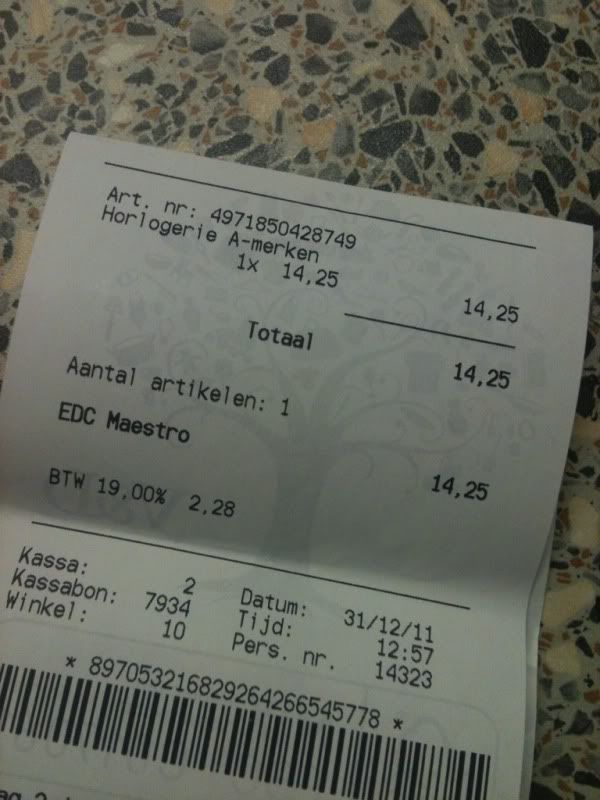 Art. nr: 4971850428749
Horlogerie A-merken
1x 14,25 14,25
Totaal 14,25
Aantal artikelen: 1
EDC Maestro 14,25
BTW 19,00% 2,28
Kassa: 2 Datum: 31/12/11
Kassabon: 7934 Tijd: 12:57
Winkel: 10 Pers. nr. 14323
* 897053216829264266545778 *